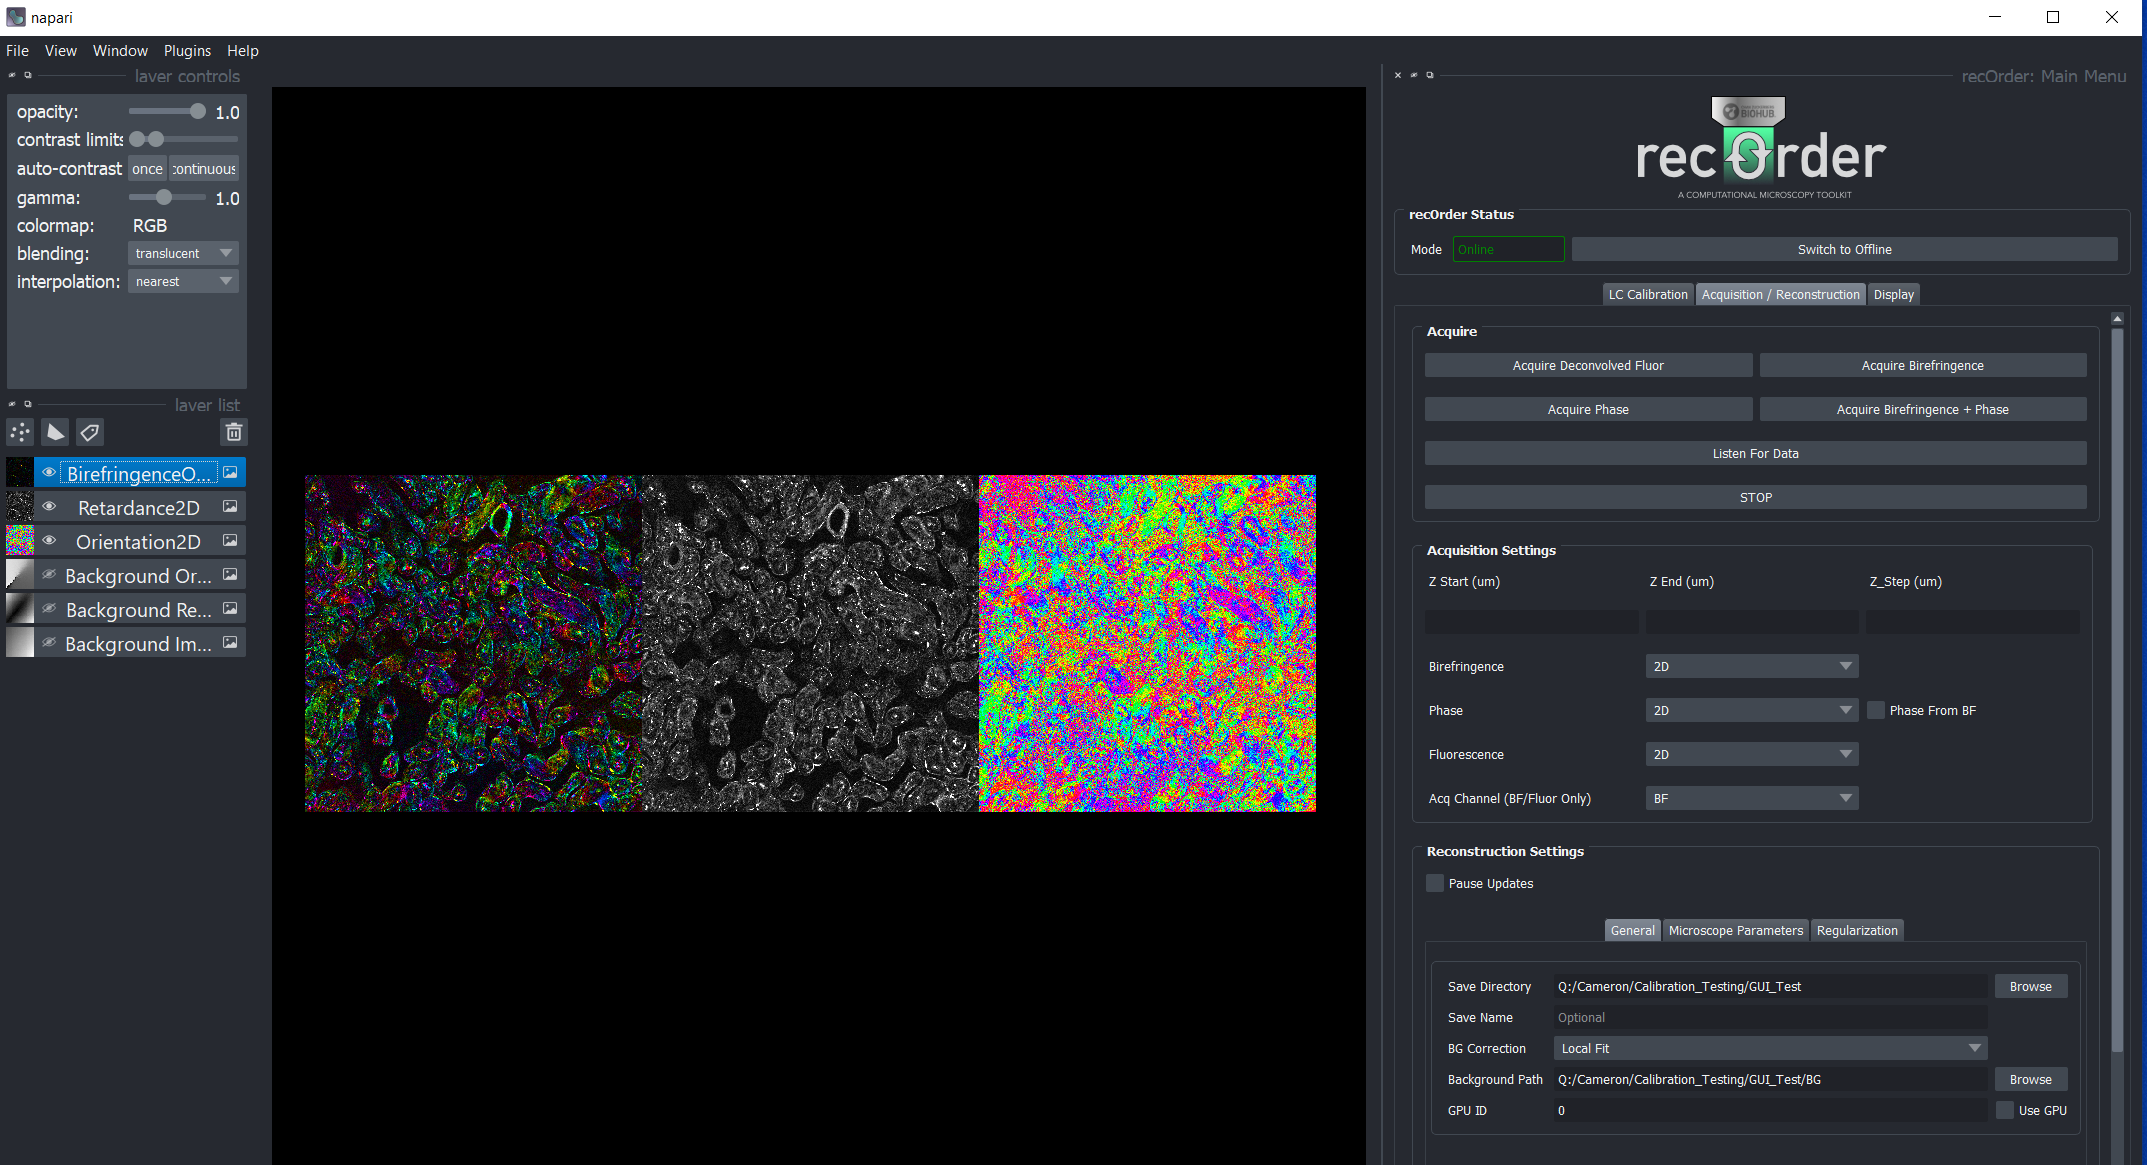 napari
File View Window Plugins Help
layer controls
opacity: 1.0
contrast limits
auto-contrast once continuous
gamma: 1.0
colormap: RGB
blending: translucent
interpolation: nearest
layer list
BirefringenceO...
Retardance2D
Orientation2D
Background Or...
Background Re...
Background Im...
recOrder: Main Menu
BIOHUB
recOrder
A COMPUTATIONAL MICROSCOPY TOOLKIT
recOrder Status
Mode Online Switch to Offline
LC Calibration Acquisition / Reconstruction Display
Acquire
Acquire Deconvolved Fluor Acquire Birefringence
Acquire Phase Acquire Birefringence + Phase
Listen For Data
STOP
Acquisition Settings
Z Start (um) Z End (um) Z_Step (um)
Birefringence 2D
Phase 2D Phase From BF
Fluorescence 2D
Acq Channel (BF/Fluor Only) BF
Reconstruction Settings
Pause Updates
General Microscope Parameters Regularization
Save Directory Q:/Cameron/Calibration_Testing/GUI_Test Browse
Save Name Optional
BG Correction Local Fit
Background Path Q:/Cameron/Calibration_Testing/GUI_Test/BG Browse
GPU ID 0 Use GPU